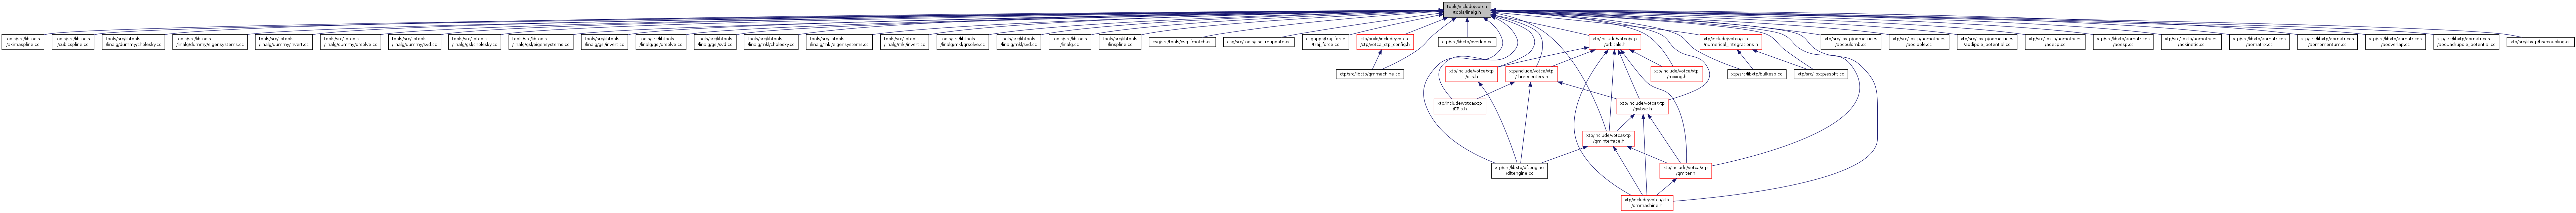 tools/include/votca
/tools/linalg.h
tools/src/libtools
/akimaspline.cc
tools/src/libtools
/cubicspline.cc
tools/src/libtools
/linalg/dummy/cholesky.cc
tools/src/libtools
/linalg/dummy/eigensystems.cc
tools/src/libtools
/linalg/dummy/invert.cc
tools/src/libtools
/linalg/dummy/qrsolve.cc
tools/src/libtools
/linalg/dummy/svd.cc
tools/src/libtools
/linalg/gsl/cholesky.cc
tools/src/libtools
/linalg/gsl/eigensystems.cc
tools/src/libtools
/linalg/gsl/invert.cc
tools/src/libtools
/linalg/gsl/qrsolve.cc
tools/src/libtools
/linalg/gsl/svd.cc
tools/src/libtools
/linalg/mkl/cholesky.cc
tools/src/libtools
/linalg/mkl/eigensystems.cc
tools/src/libtools
/linalg/mkl/invert.cc
tools/src/libtools
/linalg/mkl/qrsolve.cc
tools/src/libtools
/linalg/mkl/svd.cc
tools/src/libtools
/linalg.cc
tools/src/libtools
/linspline.cc
csg/src/tools/csg_fmatch.cc
csg/src/tools/csg_reupdate.cc
csgapps/traj_force
/traj_force.cc
ctp/build/include/votca
/ctp/votca_ctp_config.h
ctp/src/libctp/overlap.cc
xtp/include/votca/xtp
/orbitals.h
xtp/include/votca/xtp
/numerical_integrations.h
xtp/src/libxtp/aomatrices
/aocoulomb.cc
xtp/src/libxtp/aomatrices
/aodipole.cc
xtp/src/libxtp/aomatrices
/aodipole_potential.cc
xtp/src/libxtp/aomatrices
/aoecp.cc
xtp/src/libxtp/aomatrices
/aoesp.cc
xtp/src/libxtp/aomatrices
/aokinetic.cc
xtp/src/libxtp/aomatrices
/aomatrix.cc
xtp/src/libxtp/aomatrices
/aomomentum.cc
xtp/src/libxtp/aomatrices
/aooverlap.cc
xtp/src/libxtp/aomatrices
/aoquadrupole_potential.cc
xtp/src/libxtp/bsecoupling.cc
ctp/src/libctp/qmmachine.cc
xtp/include/votca/xtp
/diis.h
xtp/include/votca/xtp
/threecenters.h
xtp/include/votca/xtp
/mixing.h
xtp/src/libxtp/bulkesp.cc
xtp/src/libxtp/espfit.cc
xtp/include/votca/xtp
/ERIs.h
xtp/include/votca/xtp
/gwbse.h
xtp/include/votca/xtp
/qminterface.h
xtp/src/libxtp/dftengine
/dftengine.cc
xtp/include/votca/xtp
/qmiter.h
xtp/include/votca/xtp
/qmmachine.h